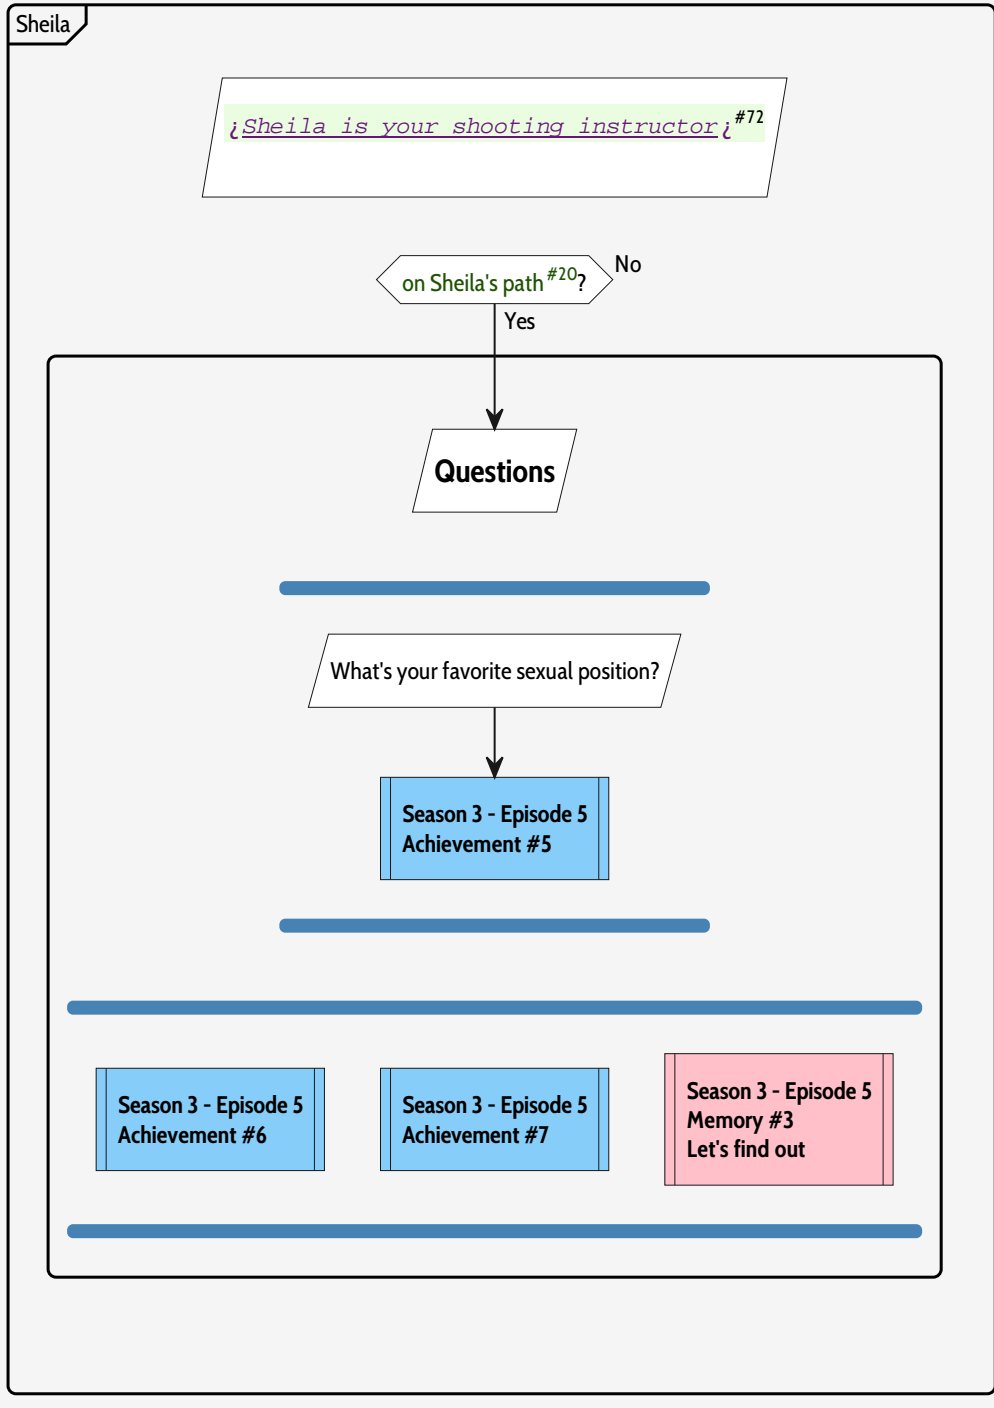 Sheila
¿Sheila is your shooting instructor¿#72
on Sheila's path#20?
No
Yes
Questions
What's your favorite sexual position?
Season 3 - Episode 5
Achievement #5
Season 3 - Episode 5
Achievement #6
Season 3 - Episode 5
Achievement #7
Season 3 - Episode 5
Memory #3
Let's find out